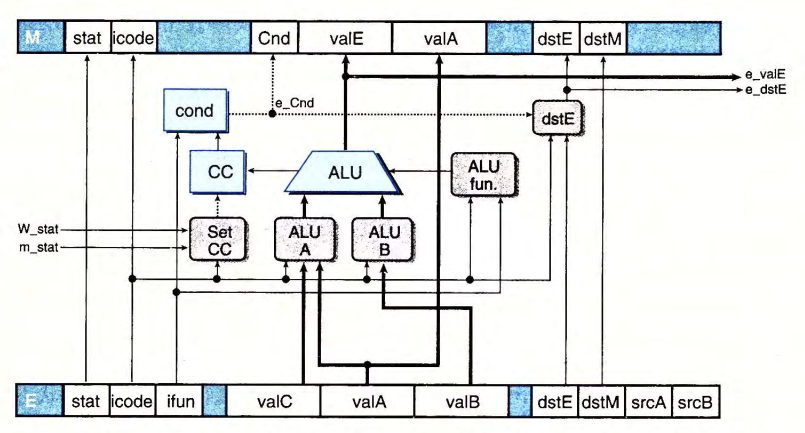 M stat icode Cnd valE valA dstE dstM
e_valE
e_dstE
e_Cnd
cond
dstE
CC
ALU
ALU
fun.
W_stat
m_stat
Set
CC
ALU
A
ALU
B
E stat icode ifun valC valA valB dstE dstM srcA srcB